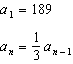 a₁ = 189
aₙ = 1/3 aₙ₋₁